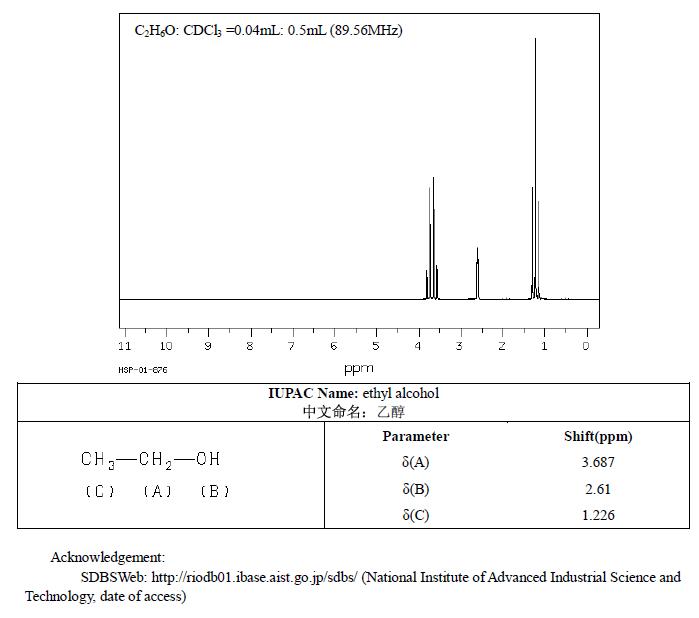 C₂H₆O: CDCl₃ =0.04mL: 0.5mL (89.56MHz)
11 10 9 8 7 6 5 4 3 2 1 0
HSP-01-676
ppm
IUPAC Name: ethyl alcohol
中文命名：乙醇
Parameter Shift(ppm)
CH₃—CH₂—OH
(C) (A) (B)
δ(A) 3.687
δ(B) 2.61
δ(C) 1.226
Acknowledgement:
SDBSWeb: http://riodb01.ibase.aist.go.jp/sdbs/ (National Institute of Advanced Industrial Science and
Technology, date of access)